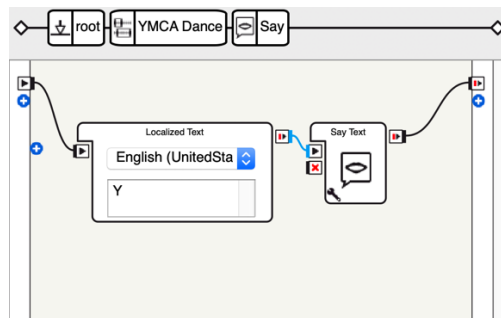 root YMCA Dance Say
Localized Text
English (UnitedSta
Y
Say Text